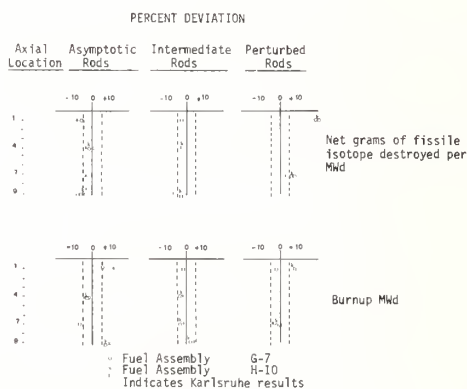 PERCENT DEVIATION
Axial Location
Asymptotic Rods
Intermediate Rods
Perturbed Rods
-10 0 +10
-10 0 +10
-10 0 +10
1
4
7
9
Net grams of fissile
isotope destroyed per
MWd
-10 0 +10
-10 0 +10
-10 0 +10
1
4
7
9
Burnup MWd
Fuel Assembly G-7
Fuel Assembly H-10
Indicates Karlsruhe results